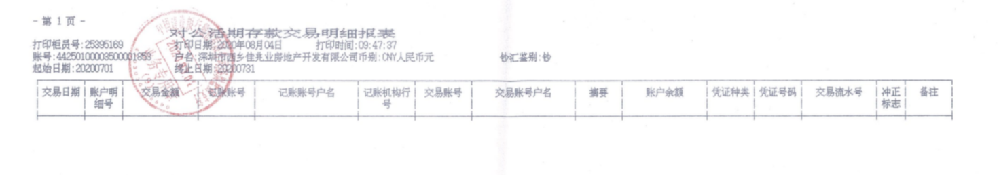 - 第 1 页 -
对公活期存款交易明细报表
打印柜员号:25395169 打印日期:2020年08月04日 打印时间:09:47:37
账号:44250100003500001853 户名:深圳市西乡佳兆业房地产开发有限公司 币别:CNY人民币元 钞汇鉴别:钞
起始日期:20200701 终止日期:20200731
交易日期 账户明 交易金额 记账账号 记账账号户名 记账机构行 交易账号 交易账号户名 摘要 账户余额 凭证种类 凭证号码 交易流水号 冲正 备注
细号 号 标志